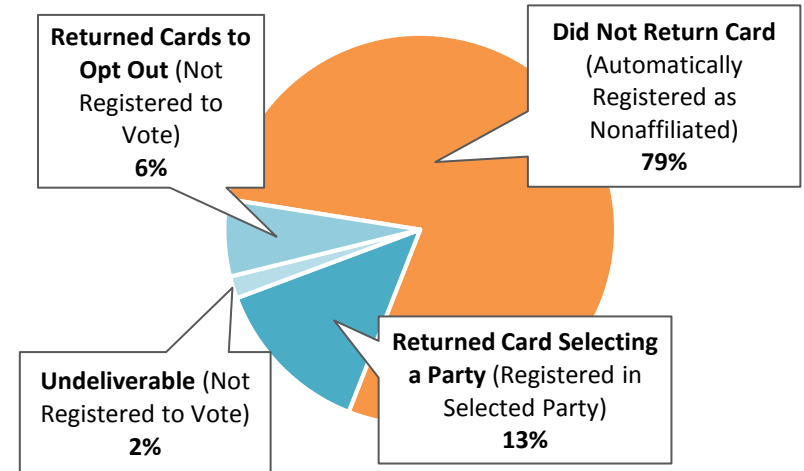 Returned Cards to
Opt Out (Not
Registered to
Vote)
6%
Did Not Return Card
(Automatically
Registered as
Nonaffiliated)
79%
Undeliverable (Not
Registered to Vote)
2%
Returned Card Selecting
a Party (Registered in
Selected Party)
13%